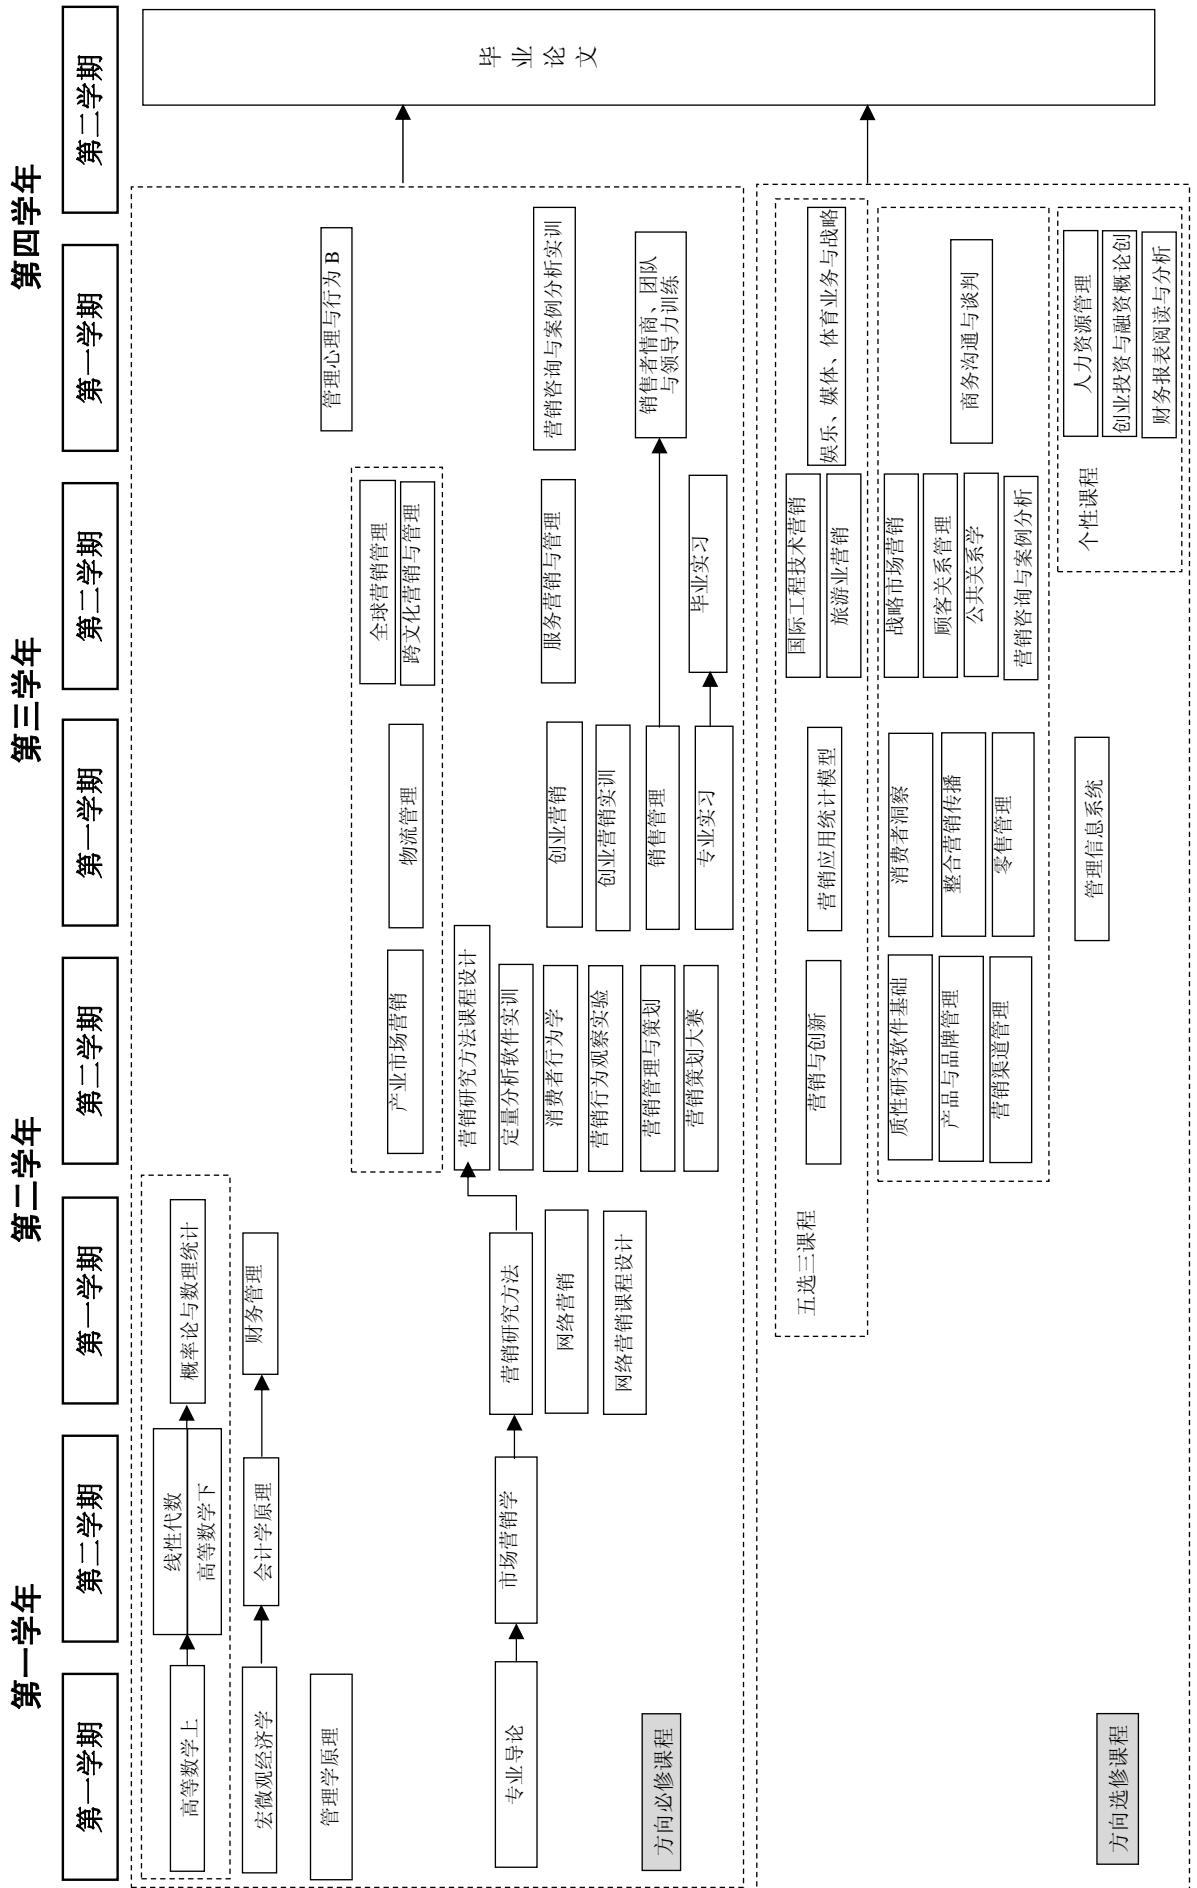 第一学年
第二学年
第三学年
第四学年
第一学期
第二学期
第一学期
第二学期
第一学期
第二学期
第一学期
第二学期
高等数学上
线性代数
高等数学下
概率论与数理统计
宏微观经济学
会计学原理
财务管理
管理学原理
管理心理与行为 B
产业市场营销
物流管理
全球营销管理
跨文化营销与管理
专业导论
市场营销学
营销研究方法
网络营销
网络营销课程设计
营销研究方法课程设计
定量分析软件实训
消费者行为学
营销行为观察实验
营销管理与策划
营销策划大赛
创业营销
创业营销实训
销售管理
专业实习
服务营销与管理
毕业实习
营销咨询与案例分析实训
销售者情商、团队
与领导力训练
方向必修课程
五选三课程
营销与创新
营销应用统计模型
国际工程技术营销
旅游业营销
娱乐、媒体、体育业务与战略
质性研究软件基础
产品与品牌管理
营销渠道管理
消费者洞察
整合营销传播
零售管理
战略市场营销
顾客关系管理
公共关系学
营销咨询与案例分析
商务沟通与谈判
管理信息系统
个性课程
人力资源管理
创业投资与融资概论创
财务报表阅读与分析
方向选修课程
毕业论文